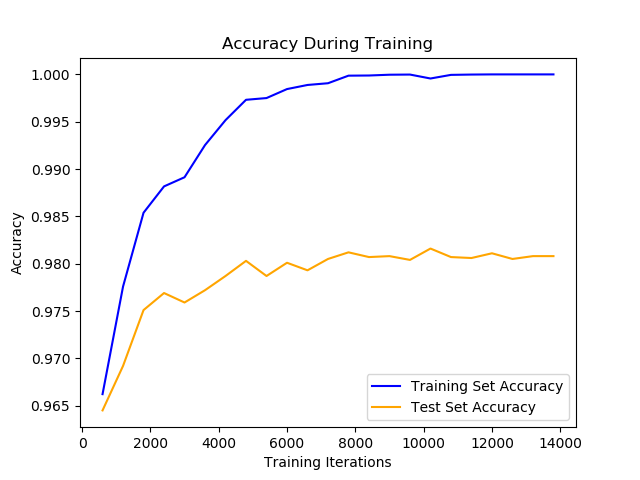 Accuracy During Training
1.000
0.995
0.990
0.985
0.980
0.975
0.970
0.965
Accuracy
Training Set Accuracy
Test Set Accuracy
0 2000 4000 6000 8000 10000 12000 14000
Training Iterations